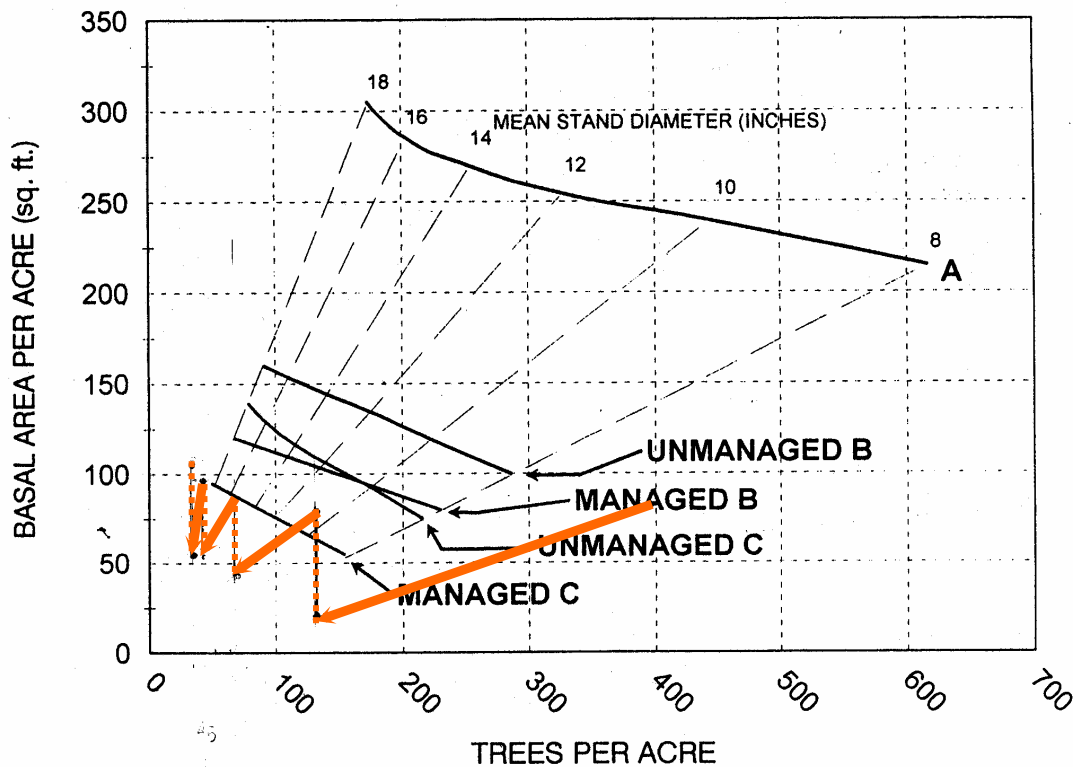 350
300
250
200
150
100
50
0
BASAL AREA PER ACRE (sq. ft.)
18
16
MEAN STAND DIAMETER (INCHES)
14
12
10
8
A
UNMANAGED B
MANAGED B
UNMANAGED C
MANAGED C
0
100
200
300
400
500
600
700
TREES PER ACRE